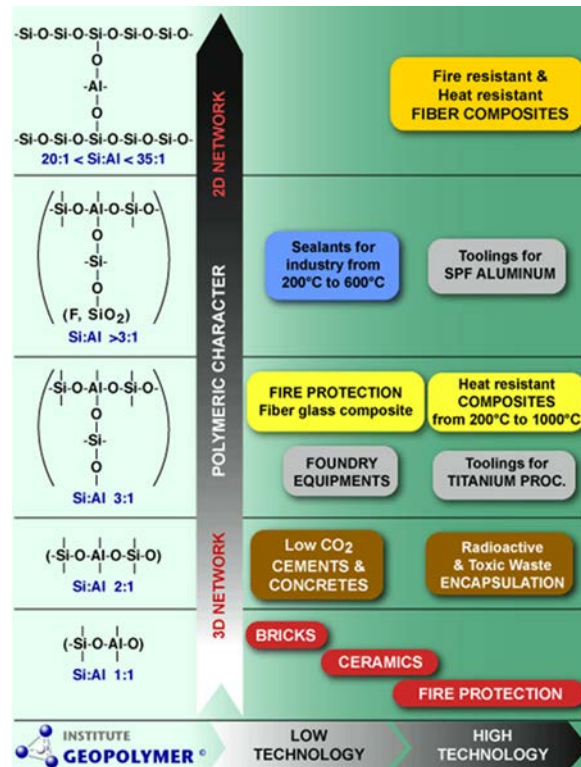 -Si-O-Si-O-Si-O-Si-O-Si-O-Si-
O
-Al-
O
-Si-O-Si-O-Si-O-Si-O-Si-O-Si-
20:1 < Si:Al < 35:1
Fire resistant &
Heat resistant
FIBER COMPOSITES
2D NETWORK
-Si-O-Al-O-Si-O-
O
-Si-
O
(F, SiO₂)
Si:Al >3:1
Sealants for
industry from
200°C to 600°C
Toolings for
SPF ALUMINUM
POLYMERIC CHARACTER
-Si-O-Al-O-Si-O-
O
-Si-
O
Si:Al 3:1
FIRE PROTECTION
Fiber glass composite
Heat resistant
COMPOSITES
from 200°C to 1000°C
FOUNDRY
EQUIPMENTS
Toolings for
TITANIUM PROC.
3D NETWORK
(-Si-O-Al-O-Si-O)
Si:Al 2:1
Low CO₂
CEMENTS &
CONCRETES
Radioactive
& Toxic Waste
ENCAPSULATION
(-Si-O-Al-O)
Si:Al 1:1
BRICKS
CERAMICS
FIRE PROTECTION
INSTITUTE
GEOPOLYMER ©
LOW
TECHNOLOGY
HIGH
TECHNOLOGY